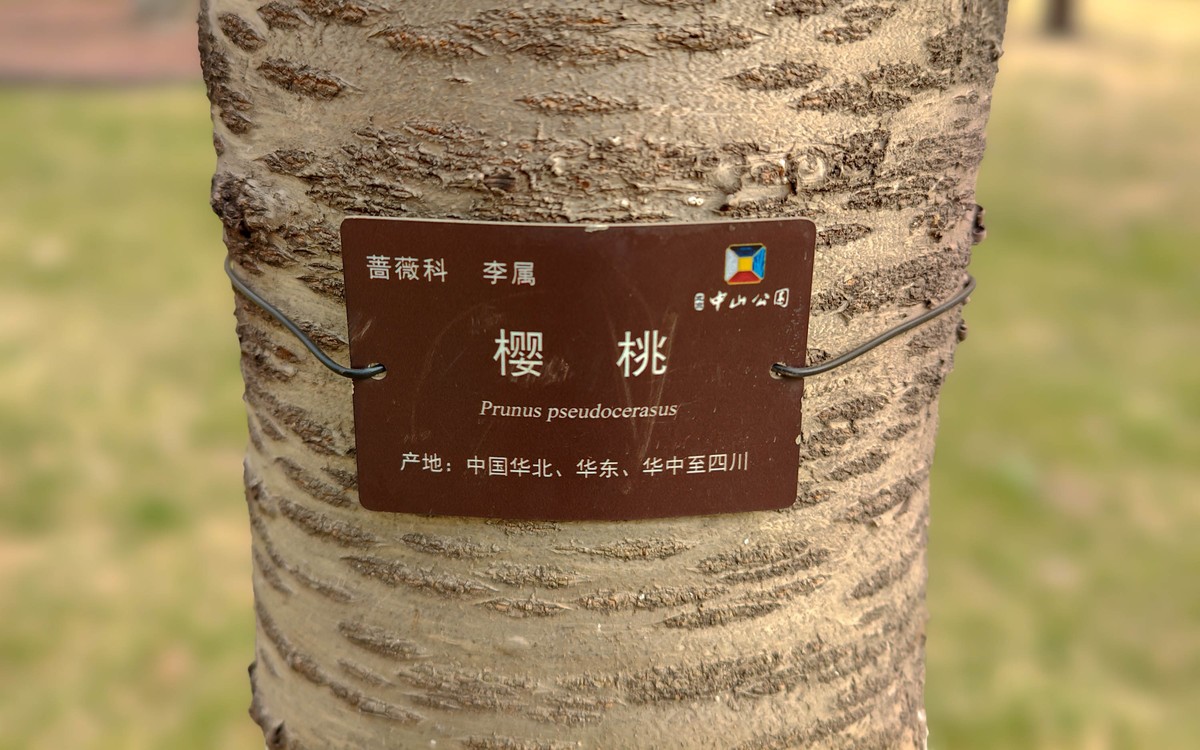 蔷薇科 李属
中山公园
樱 桃
Prunus pseudocerasus
产地：中国华北、华东、华中至四川